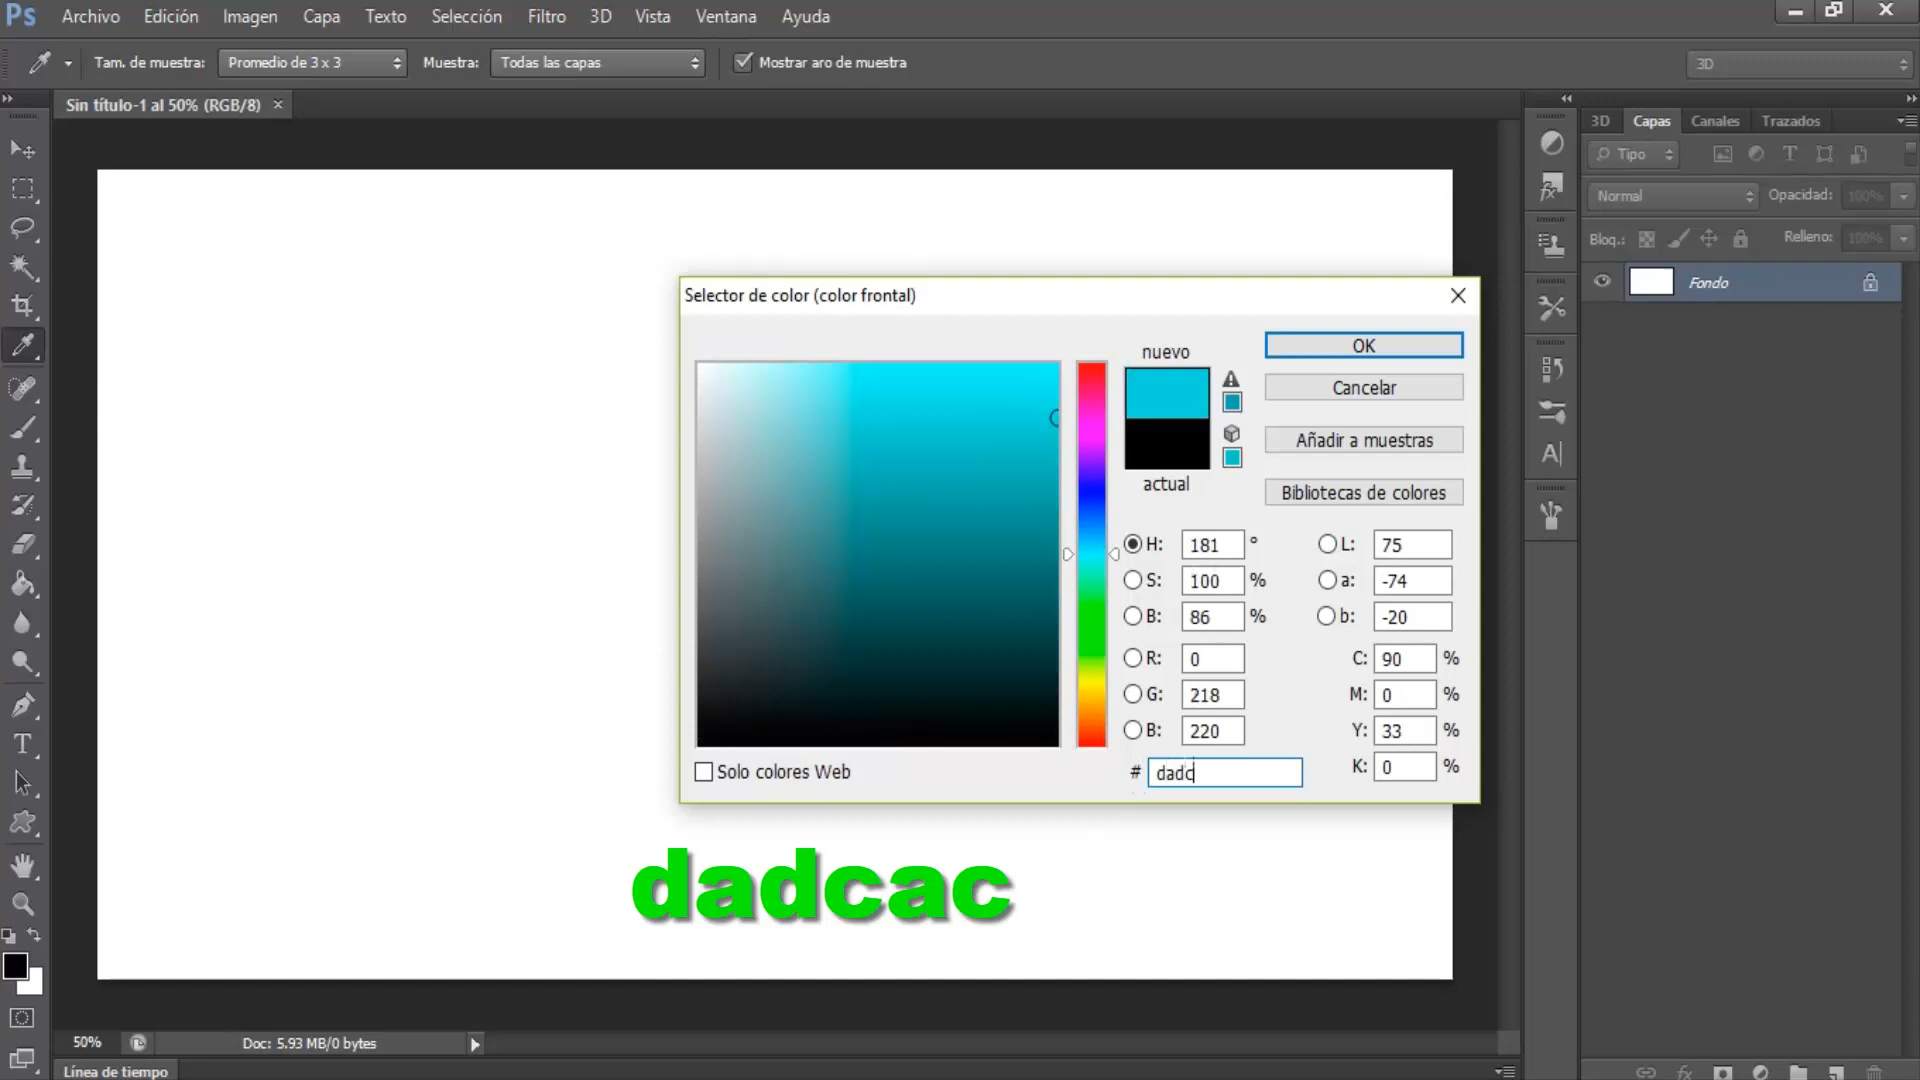 Ps Archivo Edición Imagen Capa Texto Selección Filtro 3D Vista Ventana Ayuda
Tam. de muestra: Promedio de 3 x 3 Muestra: Todas las capas Mostrar aro de muestra 3D
Sin título-1 al 50% (RGB/8) ×
3D Capas Canales Trazados
Tipo
Normal Opacidad: 100%
Bloq.: Relleno: 100%
Fondo
Selector de color (color frontal)
nuevo
actual
OK
Cancelar
Añadir a muestras
Bibliotecas de colores
H: 181 ° L: 75
S: 100 % a: -74
B: 86 % b: -20
R: 0 C: 90 %
G: 218 M: 0 %
B: 220 Y: 33 %
# dadc K: 0 %
Solo colores Web
dadcac
50% Doc: 5.93 MB/0 bytes
Línea de tiempo